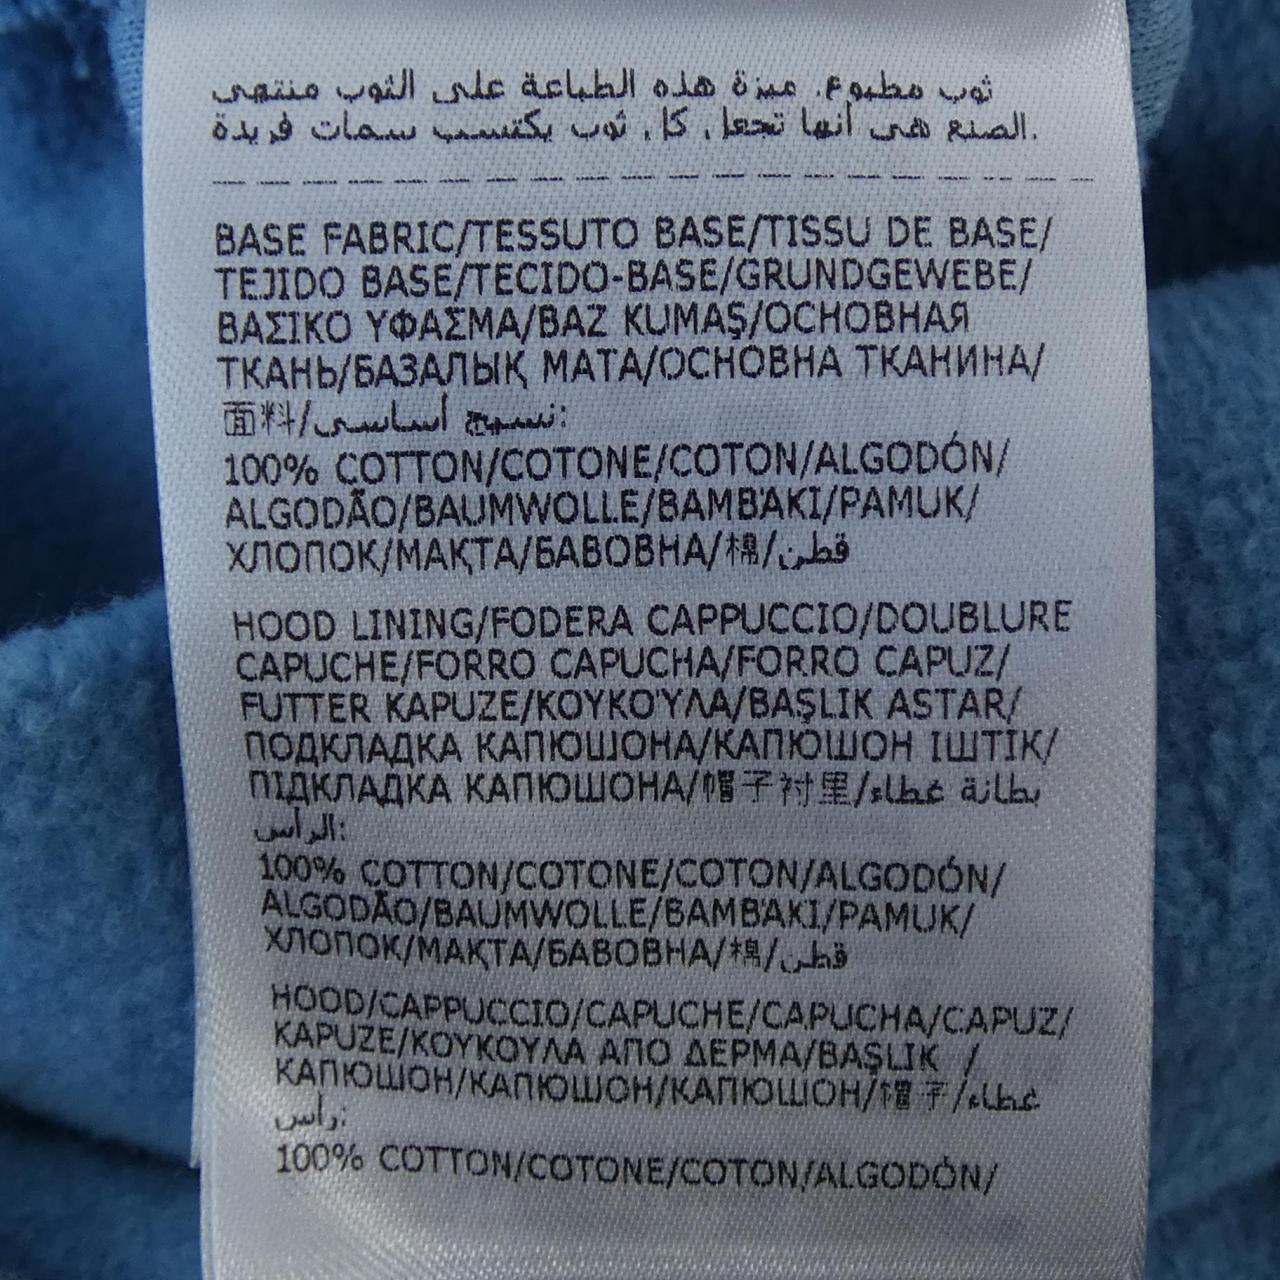 ثوب مطبوع. ميزة هذه الطباعة على الثوب منتهى
الصنع هى أنها تجعل , كل , ثوب يكتسب سمات فريدة.
BASE FABRIC/TESSUTO BASE/TISSU DE BASE/
TEJIDO BASE/TECIDO-BASE/GRUNDGEWEBE/
ΒΑΣΙΚΟ ΥΦΑΣΜΑ/BAZ KUMAŞ/ОСНОВНАЯ
ТКАНЬ/БАЗАЛЫҚ МАТА/ОСНОВНА ТКАНИНА/
面料/نسيج أساسى:
100% COTTON/COTONE/COTON/ALGODÓN/
ALGODÃO/BAUMWOLLE/ΒΑΜΒΆΚΙ/PAMUK/
ХЛОПОК/МАҚТА/БАВОВНА/棉/قطن
HOOD LINING/FODERA CAPPUCCIO/DOUBLURE
CAPUCHE/FORRO CAPUCHA/FORRO CAPUZ/
FUTTER KAPUZE/ΚΟΥΚΟΎΛΑ/BAŞLIK ASTAR/
ПОДКЛАДКА КАПЮШОНА/КАПЮШОН ІШТІК/
ПІДКЛАДКА КАПЮШОНА/帽子衬里/بطانة غطاء
الرأس:
100% COTTON/COTONE/COTON/ALGODÓN/
ALGODÃO/BAUMWOLLE/ΒΑΜΒΆΚΙ/PAMUK/
ХЛОПОК/МАҚТА/БАВОВНА/棉/قطن
HOOD/CAPPUCCIO/CAPUCHE/CAPUCHA/CAPUZ/
KAPUZE/ΚΟΥΚΟΥΛΑ ΑΠΟ ΔΕΡΜΑ/BAŞLIK /
КАПЮШОН/КАПЮШОН/КАПЮШОН/帽子/غطاء
رأس:
100% COTTON/COTONE/COTON/ALGODÓN/